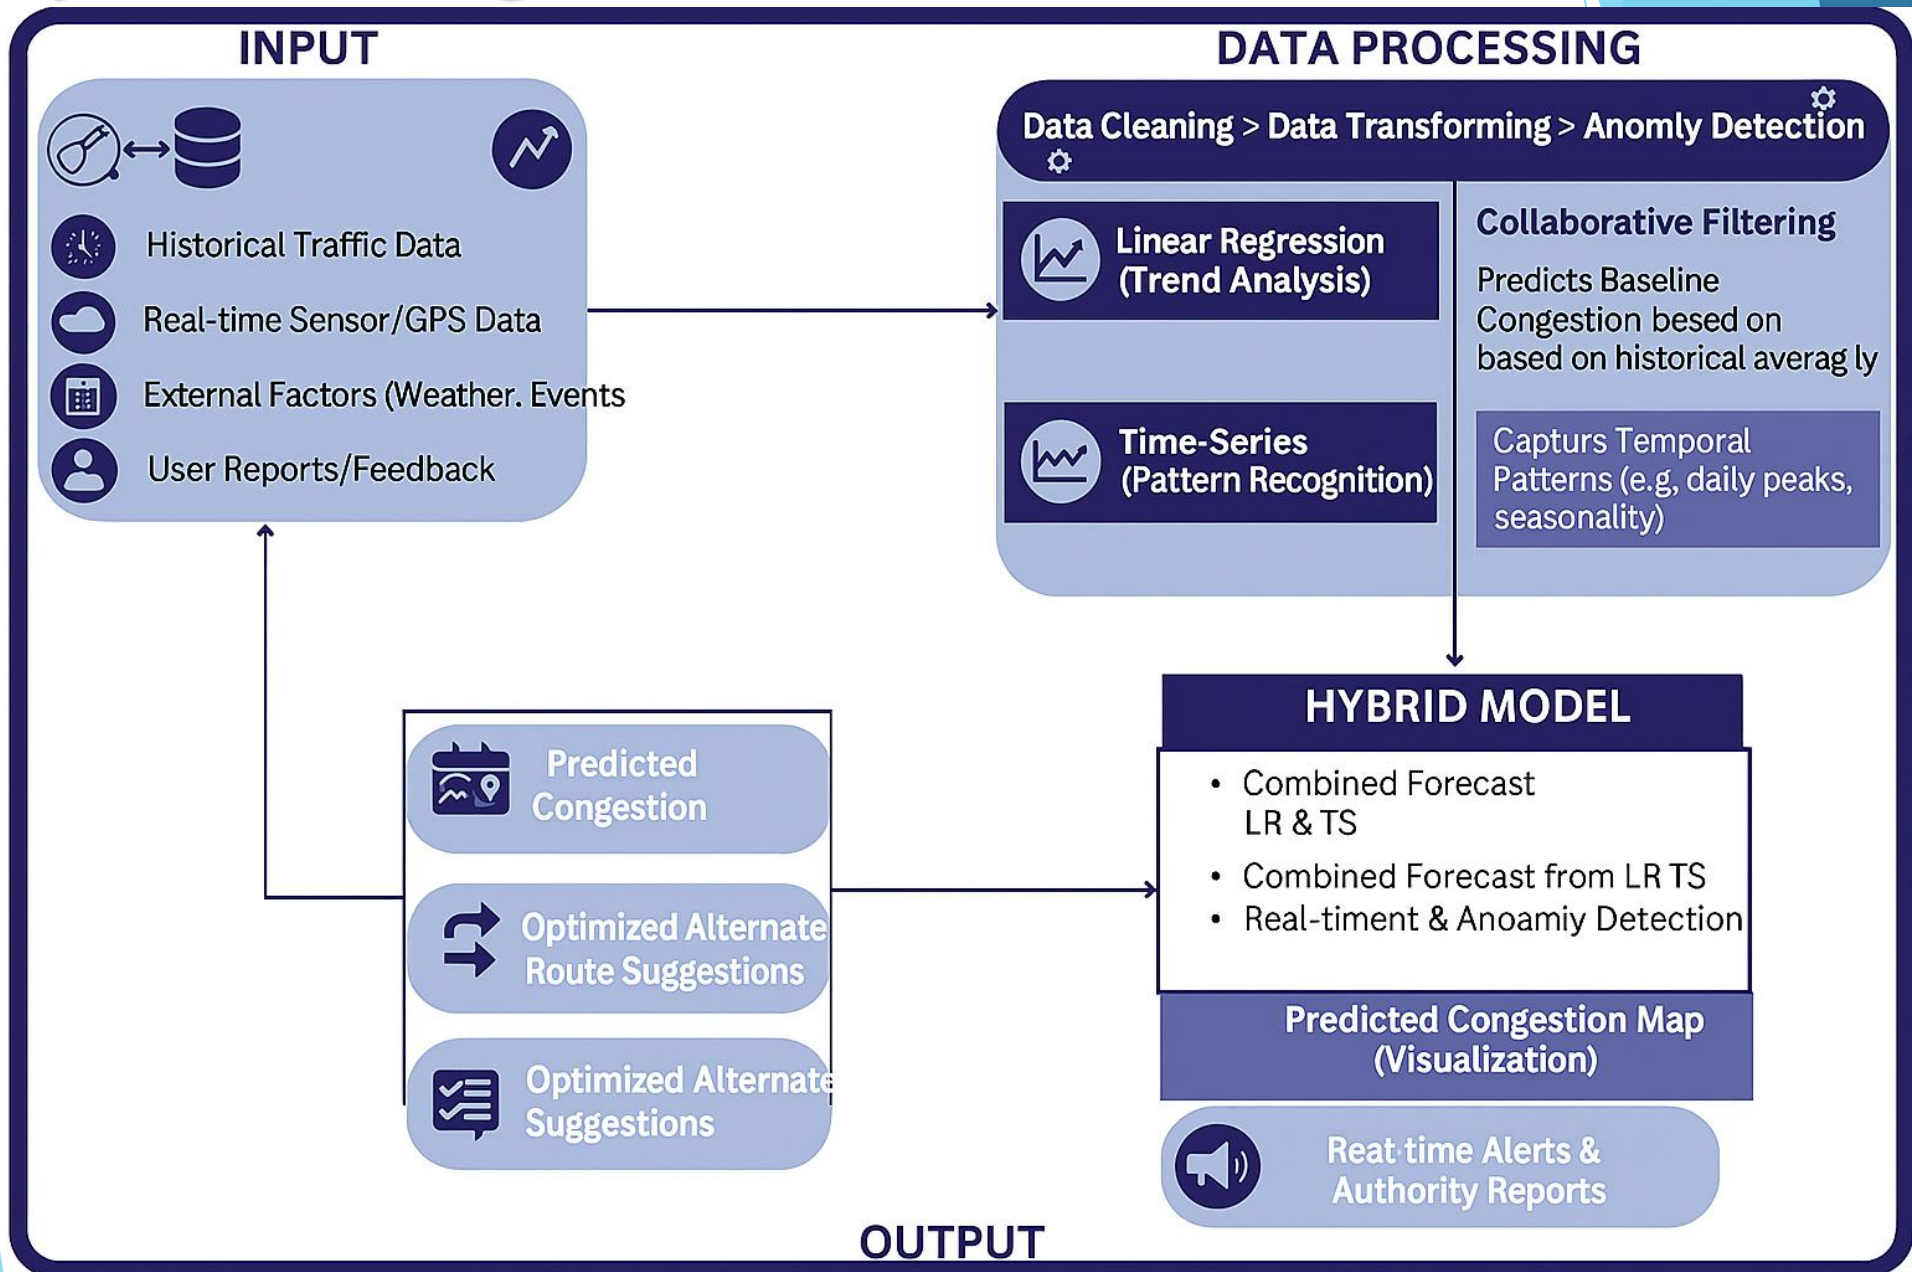 INPUT
Historical Traffic Data
Real-time Sensor/GPS Data
External Factors (Weather. Events
User Reports/Feedback
DATA PROCESSING
Data Cleaning > Data Transforming > Anomly Detection
Linear Regression
(Trend Analysis)
Time-Series
(Pattern Recognition)
Collaborative Filtering
Predicts Baseline
Congestion besed on
based on historical averag ly
Capturs Temporal
Patterns (e.g, daily peaks,
seasonality)
Predicted
Congestion
Optimized Alternate
Route Suggestions
Optimized Alternate
Suggestions
HYBRID MODEL
• Combined Forecast
LR & TS
• Combined Forecast from LR TS
• Real-timent & Anoamiy Detection
Predicted Congestion Map
(Visualization)
Reat-time Alerts &
Authority Reports
OUTPUT